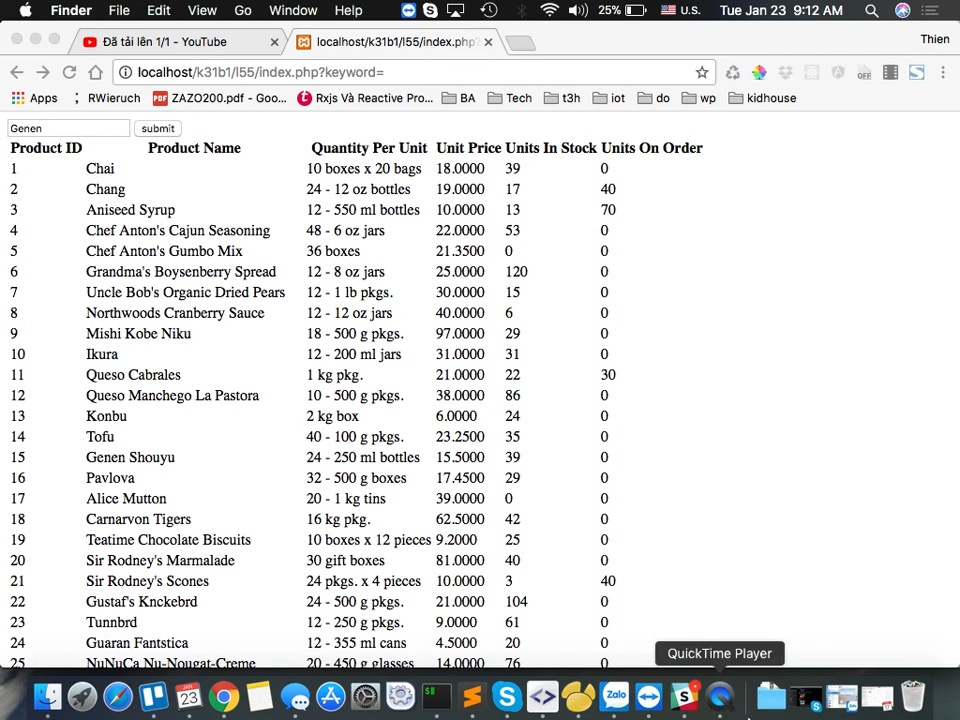 Finder File Edit View Go Window Help 25% U.S. Tue Jan 23 9:12 AM
Đã tải lên 1/1 - YouTube localhost/k31b1/l55/index.php? Thien
localhost/k31b1/l55/index.php?keyword=
Apps RWieruch PDF ZAZO200.pdf - Goo... Rxjs Và Reactive Pro... BA Tech t3h iot do wp kidhouse
Genen submit
Product ID Product Name Quantity Per Unit Unit Price Units In Stock Units On Order
1 Chai 10 boxes x 20 bags 18.0000 39 0
2 Chang 24 - 12 oz bottles 19.0000 17 40
3 Aniseed Syrup 12 - 550 ml bottles 10.0000 13 70
4 Chef Anton's Cajun Seasoning 48 - 6 oz jars 22.0000 53 0
5 Chef Anton's Gumbo Mix 36 boxes 21.3500 0 0
6 Grandma's Boysenberry Spread 12 - 8 oz jars 25.0000 120 0
7 Uncle Bob's Organic Dried Pears 12 - 1 lb pkgs. 30.0000 15 0
8 Northwoods Cranberry Sauce 12 - 12 oz jars 40.0000 6 0
9 Mishi Kobe Niku 18 - 500 g pkgs. 97.0000 29 0
10 Ikura 12 - 200 ml jars 31.0000 31 0
11 Queso Cabrales 1 kg pkg. 21.0000 22 30
12 Queso Manchego La Pastora 10 - 500 g pkgs. 38.0000 86 0
13 Konbu 2 kg box 6.0000 24 0
14 Tofu 40 - 100 g pkgs. 23.2500 35 0
15 Genen Shouyu 24 - 250 ml bottles 15.5000 39 0
16 Pavlova 32 - 500 g boxes 17.4500 29 0
17 Alice Mutton 20 - 1 kg tins 39.0000 0 0
18 Carnarvon Tigers 16 kg pkg. 62.5000 42 0
19 Teatime Chocolate Biscuits 10 boxes x 12 pieces 9.2000 25 0
20 Sir Rodney's Marmalade 30 gift boxes 81.0000 40 0
21 Sir Rodney's Scones 24 pkgs. x 4 pieces 10.0000 3 40
22 Gustaf's Knckebrd 24 - 500 g pkgs. 21.0000 104 0
23 Tunnbrd 12 - 250 g pkgs. 9.0000 61 0
24 Guaran Fantstica 12 - 355 ml cans 4.5000 20 0
25 NuNuCa Nu-Nougat-Creme 20 - 450 g glasses 14.0000 76 0
QuickTime Player
JAN 23 Zalo